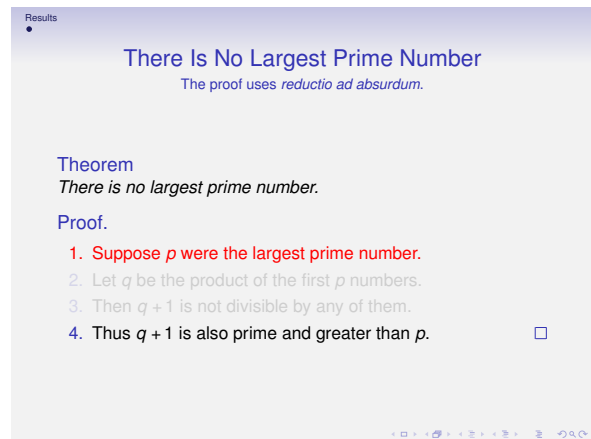 Results
There Is No Largest Prime Number
The proof uses reductio ad absurdum.
Theorem
There is no largest prime number.
Proof.
1. Suppose p were the largest prime number.
2. Let q be the product of the first p numbers.
3. Then q + 1 is not divisible by any of them.
4. Thus q + 1 is also prime and greater than p.